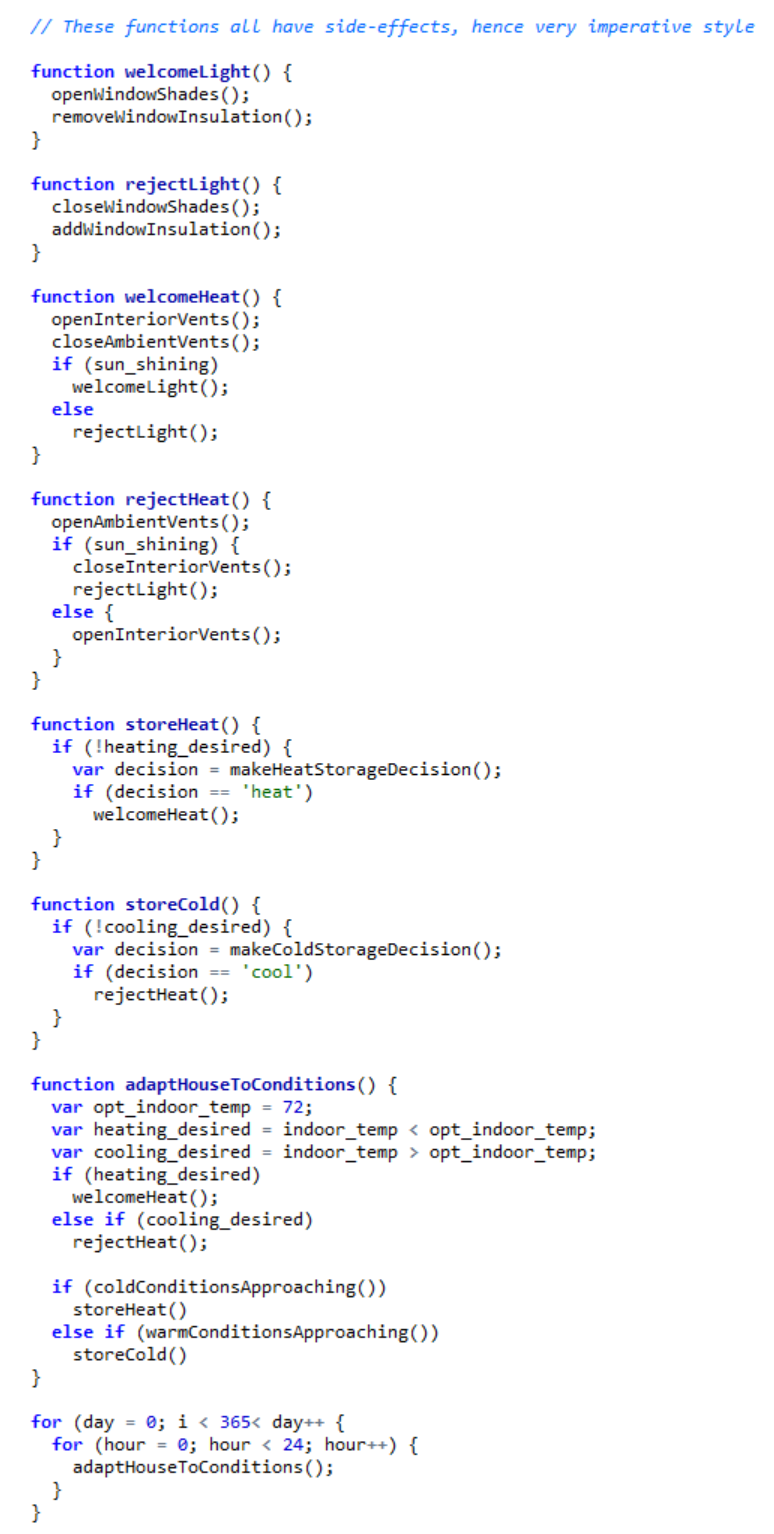 // These functions all have side-effects, hence very imperative style

function welcomeLight() {
  openWindowShades();
  removeWindowInsulation();
}

function rejectLight() {
  closeWindowShades();
  addWindowInsulation();
}

function welcomeHeat() {
  openInteriorVents();
  closeAmbientVents();
  if (sun_shining)
    welcomeLight();
  else
    rejectLight();
}

function rejectHeat() {
  openAmbientVents();
  if (sun_shining) {
    closeInteriorVents();
    rejectLight();
  else {
    openInteriorVents();
  }
}

function storeHeat() {
  if (!heating_desired) {
    var decision = makeHeatStorageDecision();
    if (decision == 'heat')
      welcomeHeat();
  }
}

function storeCold() {
  if (!cooling_desired) {
    var decision = makeColdStorageDecision();
    if (decision == 'cool')
      rejectHeat();
  }
}

function adaptHouseToConditions() {
  var opt_indoor_temp = 72;
  var heating_desired = indoor_temp < opt_indoor_temp;
  var cooling_desired = indoor_temp > opt_indoor_temp;
  if (heating_desired)
    welcomeHeat();
  else if (cooling_desired)
    rejectHeat();

  if (coldConditionsApproaching())
    storeHeat()
  else if (warmConditionsApproaching())
    storeCold()
}

for (day = 0; i < 365< day++ {
  for (hour = 0; hour < 24; hour++) {
    adaptHouseToConditions();
  }
}